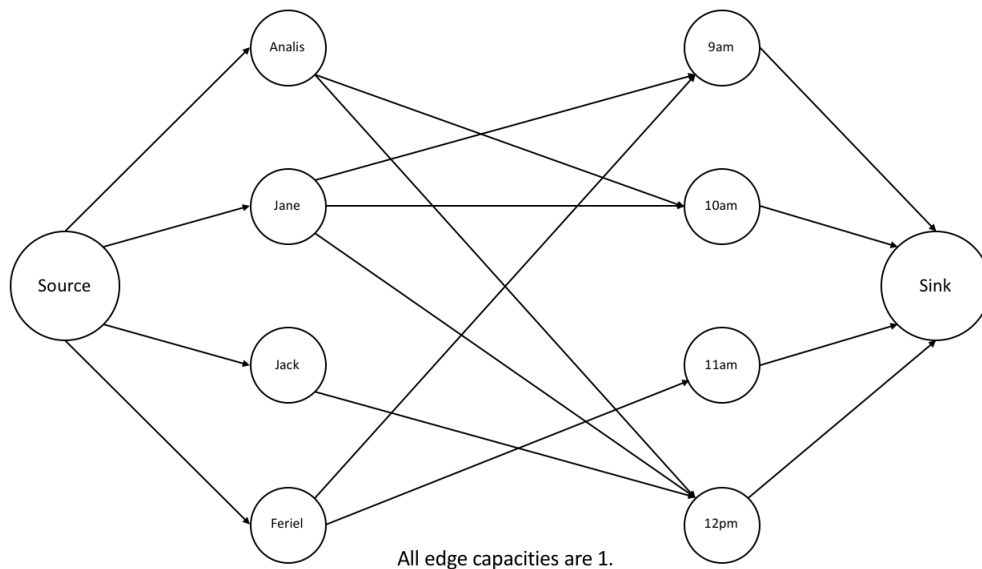 Analis
9am
Jane
10am
Source
Sink
Jack
11am
Feriel
12pm
All edge capacities are 1.